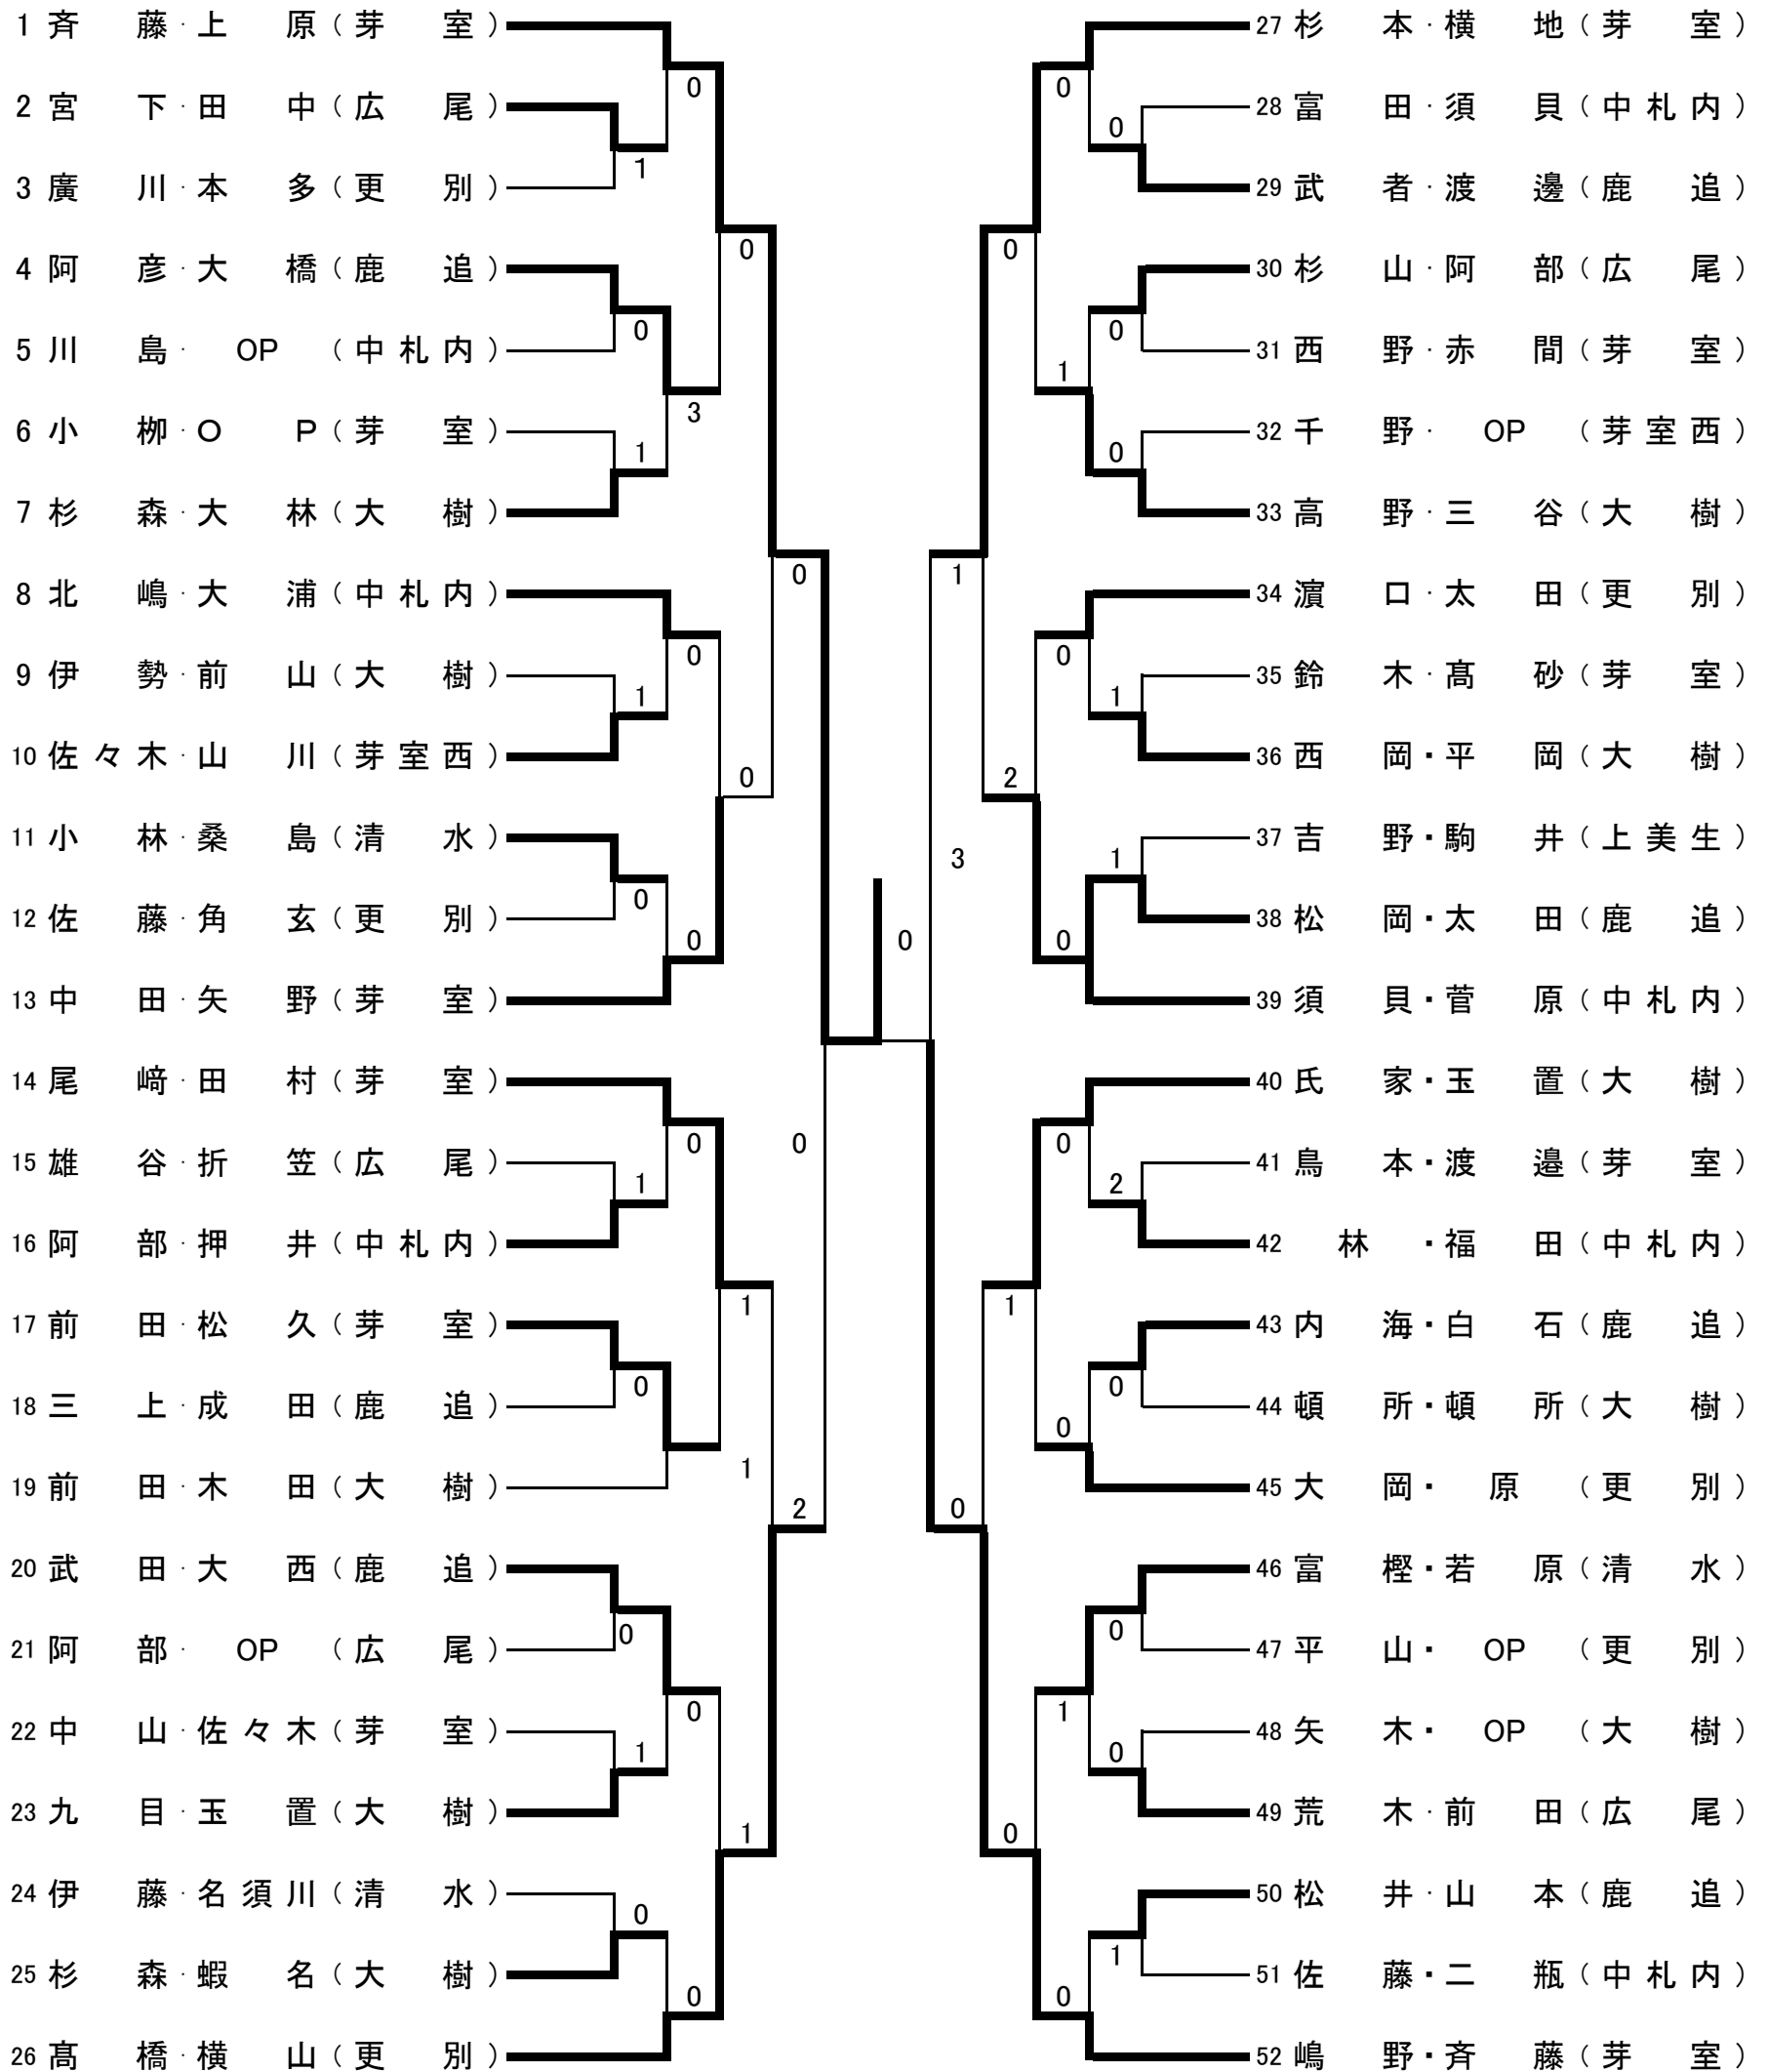 1 斉藤・上原（芽室）
2 宮下・田中（広尾）
3 廣川・本多（更別）
4 阿彦・大橋（鹿追）
5 川島・OP（中札内）
6 小栁・OP（芽室）
7 杉森・大林（大樹）
8 北嶋・大浦（中札内）
9 伊勢・前山（大樹）
10 佐々木・山川（芽室西）
11 小林・桑島（清水）
12 佐藤・角玄（更別）
13 中田・矢野（芽室）
14 尾﨑・田村（芽室）
15 雄谷・折笠（広尾）
16 阿部・押井（中札内）
17 前田・松久（芽室）
18 三上・成田（鹿追）
19 前田・木田（大樹）
20 武田・大西（鹿追）
21 阿部・OP（広尾）
22 中山・佐々木（芽室）
23 九目・玉置（大樹）
24 伊藤・名須川（清水）
25 杉森・蝦名（大樹）
26 髙橋・横山（更別）
0
1
0
0
3
1
0
0
1
0
0
0
0
0
1
0
1
0
1
2
0
0
1
1
0
0
0
3
1
27 杉本・横地（芽室）
28 富田・須貝（中札内）
29 武者・渡邊（鹿追）
30 杉山・阿部（広尾）
31 西野・赤間（芽室）
32 千野・OP（芽室西）
33 高野・三谷（大樹）
34 濵口・太田（更別）
35 鈴木・髙砂（芽室）
36 西岡・平岡（大樹）
37 吉野・駒井（上美生）
38 松岡・太田（鹿追）
39 須貝・菅原（中札内）
40 氏家・玉置（大樹）
41 鳥本・渡邉（芽室）
42 林・福田（中札内）
43 内海・白石（鹿追）
44 頓所・頓所（大樹）
45 大岡・原（更別）
46 富樫・若原（清水）
47 平山・OP（更別）
48 矢木・OP（大樹）
49 荒木・前田（広尾）
50 松井・山本（鹿追）
51 佐藤・二瓶（中札内）
52 嶋野・斉藤（芽室）
0
0
0
0
1
0
0
1
2
1
0
0
2
1
0
0
0
0
1
0
0
1
0